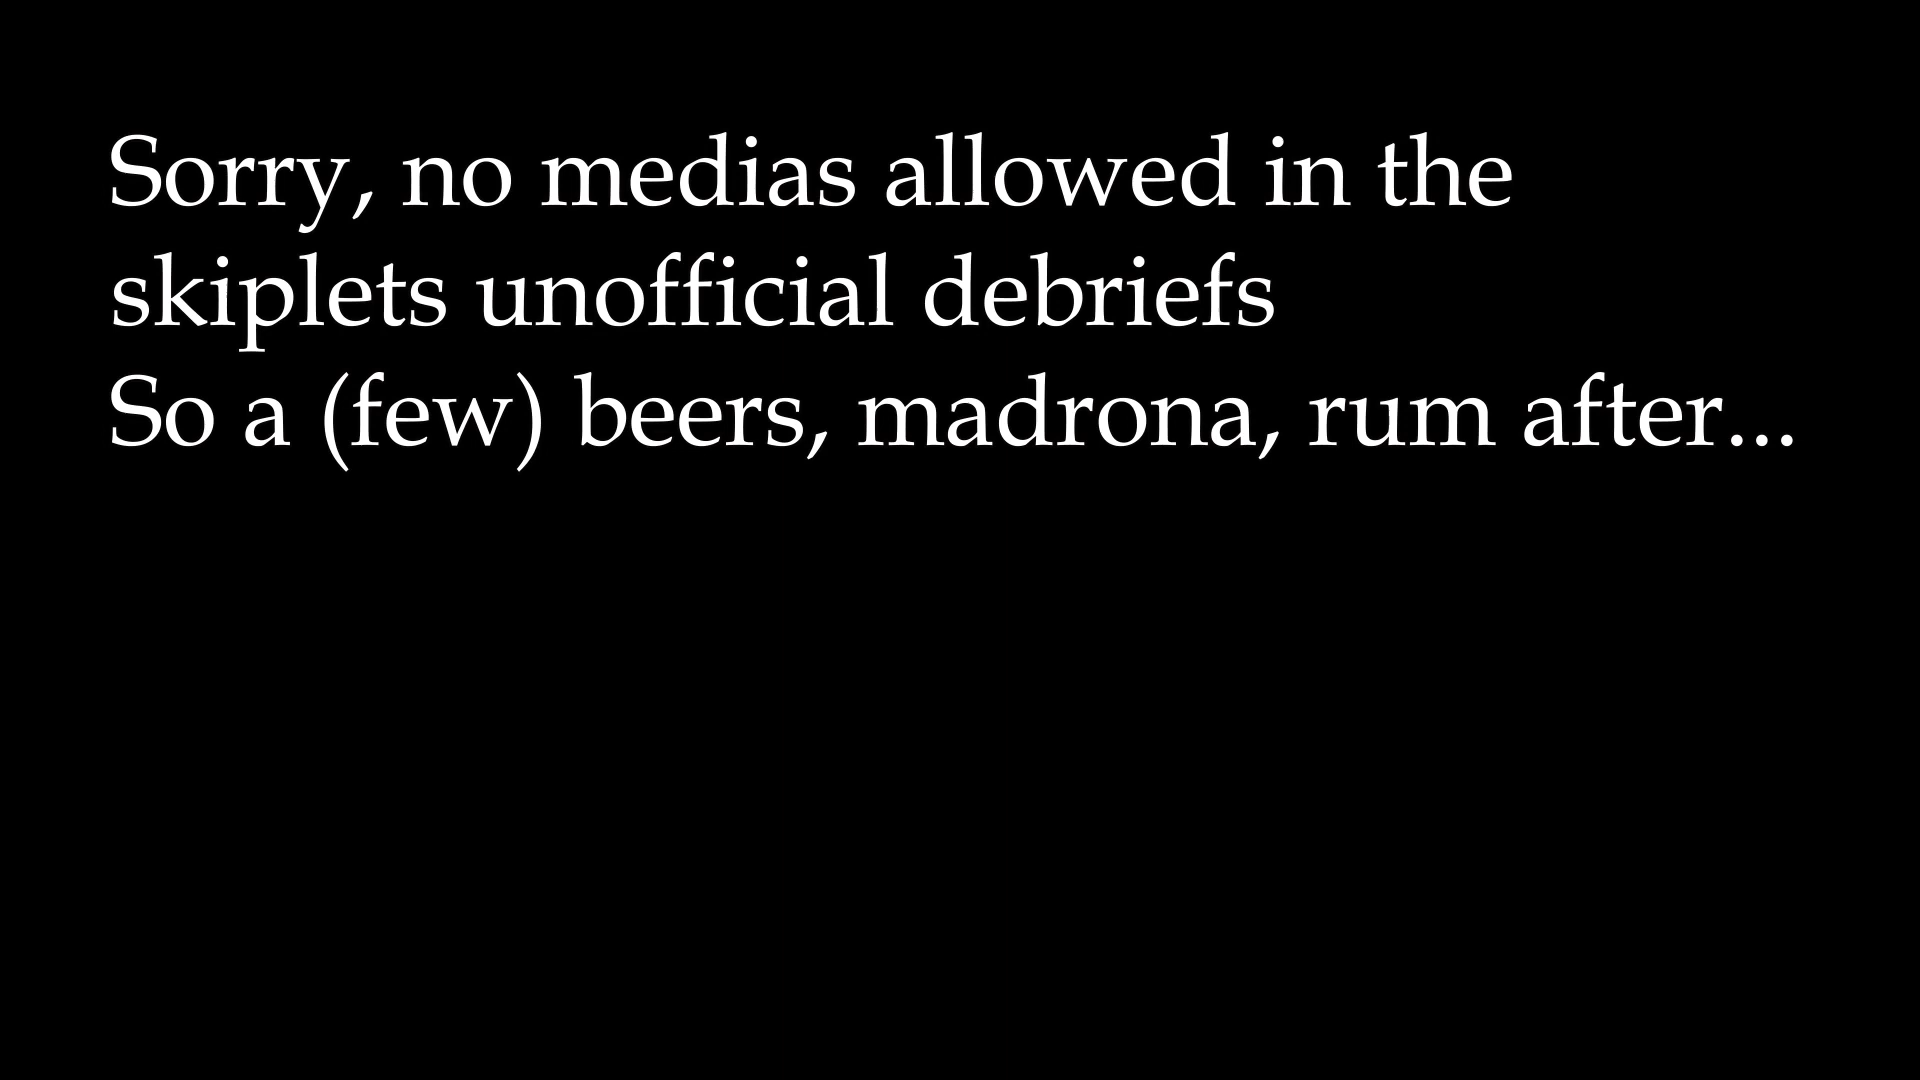 Sorry, no medias allowed in the
skiplets unofficial debriefs
So a (few) beers, madrona, rum after...